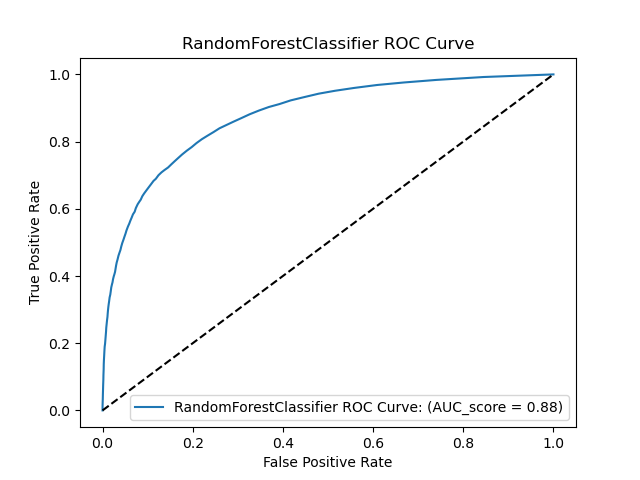 RandomForestClassifier ROC Curve
True Positive Rate
1.0
0.8
0.6
0.4
0.2
0.0
RandomForestClassifier ROC Curve: (AUC_score = 0.88)
0.0 0.2 0.4 0.6 0.8 1.0
False Positive Rate